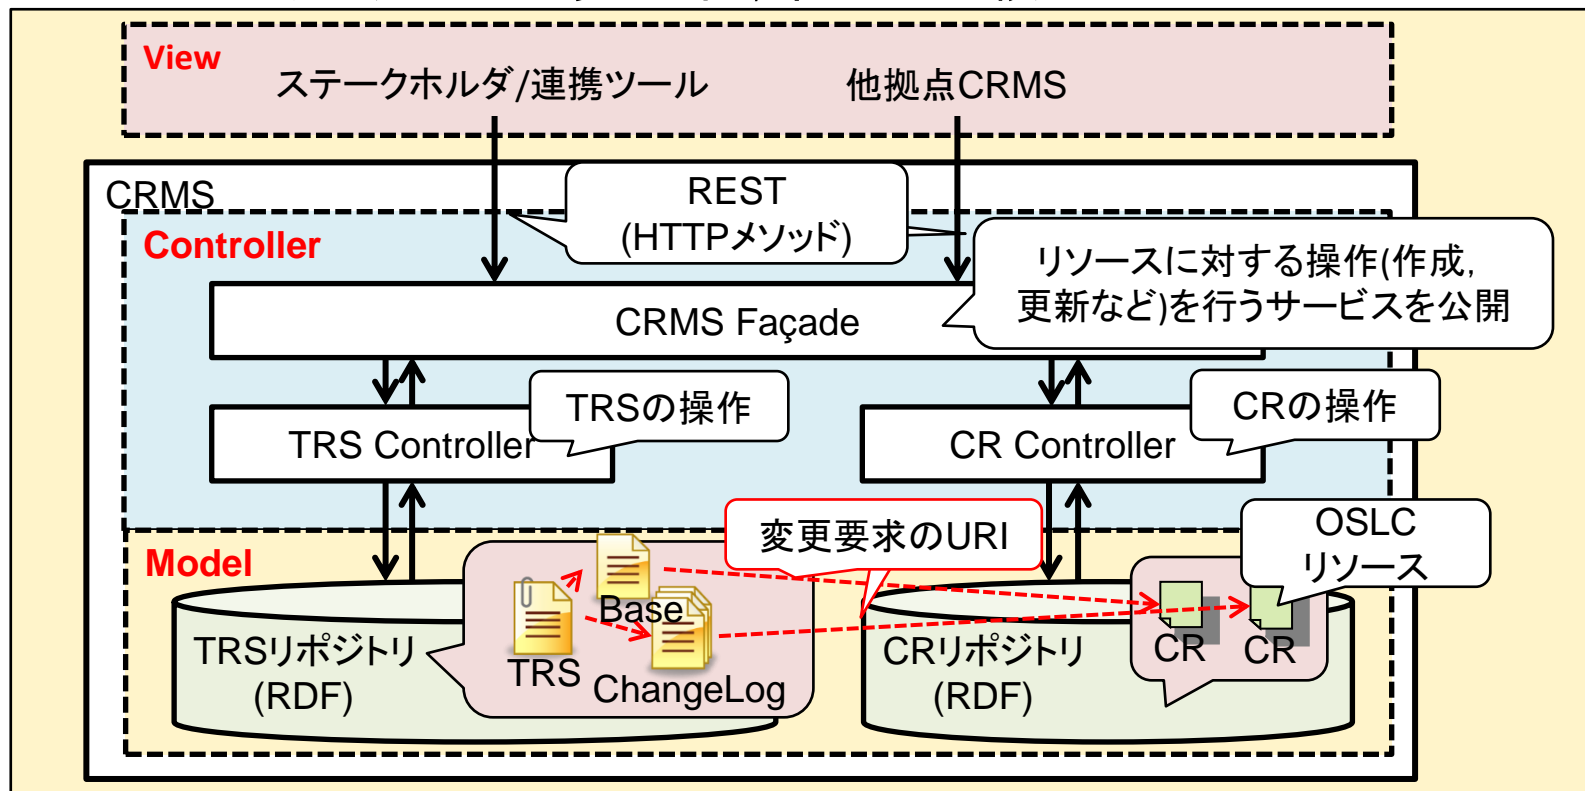 View
ステークホルダ/連携ツール
他拠点CRMS
CRMS
REST
(HTTPメソッド)
Controller
リソースに対する操作(作成,
更新など)を行うサービスを公開
CRMS Façade
TRSの操作
CRの操作
TRS Controller
CR Controller
変更要求のURI
OSLC
リソース
Model
Base
TRS
ChangeLog
TRSリポジトリ
(RDF)
CRリポジトリ
(RDF)
CR
CR